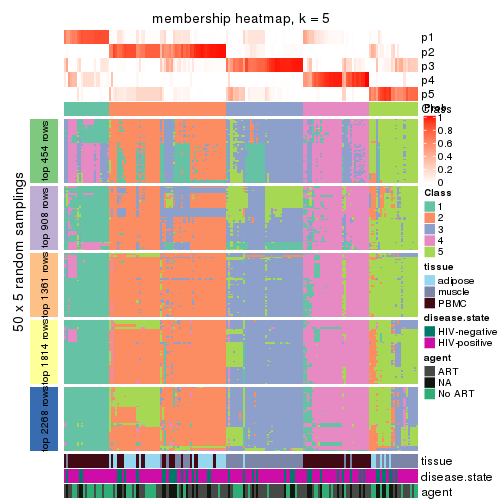 membership heatmap, k = 5
p1
p2
p3
p4
p5
Prob
Class
1
0.8
0.6
0.4
0.2
0
Class
1
2
3
4
5
tissue
adipose
muscle
PBMC
disease.state
HIV-negative
HIV-positive
agent
ART
NA
No ART
50 x 5 random samplings
top 454 rows
top 908 rows
top 1361 rows
top 1814 rows
top 2268 rows
tissue
disease.state
agent